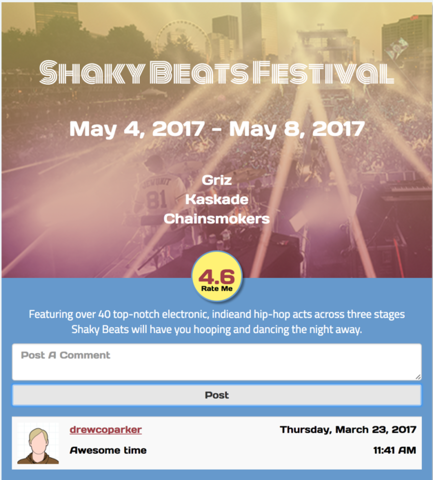 Shaky Beats Festival
May 4, 2017 - May 8, 2017
Griz
Kaskade
Chainsmokers
4.6
Rate Me
Featuring over 40 top-notch electronic, indieand hip-hop acts across three stages
Shaky Beats will have you hooping and dancing the night away.
Post A Comment
Post
drewcoparker Thursday, March 23, 2017
Awesome time 11:41 AM